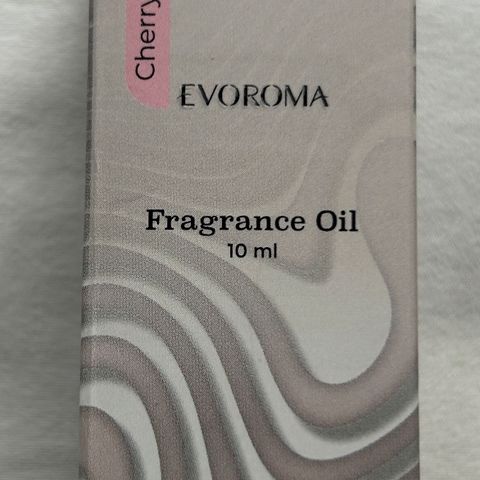 Cherry
EVOROMA
Fragrance Oil
10 ml